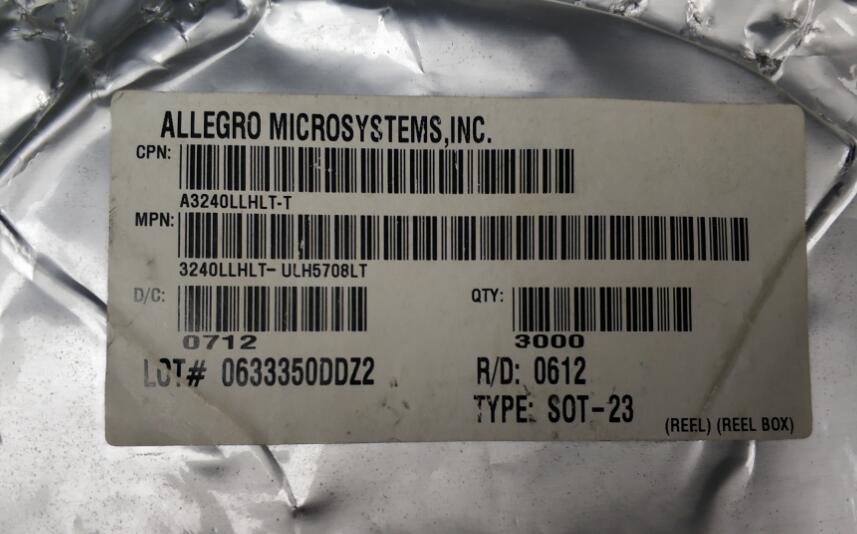 ALLEGRO MICROSYSTEMS,INC.
CPN:
A3240LLHLT-T
MPN:
3240LLHLT- ULH5708LT
D/C:
0712
QTY:
3000
LOT# 0633350DDZ2
R/D: 0612
TYPE: SOT-23
(REEL) (REEL BOX)